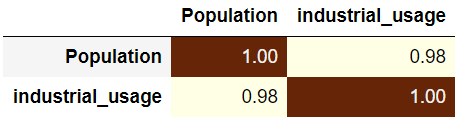 Population industrial_usage
Population 1.00 0.98
industrial_usage 0.98 1.00